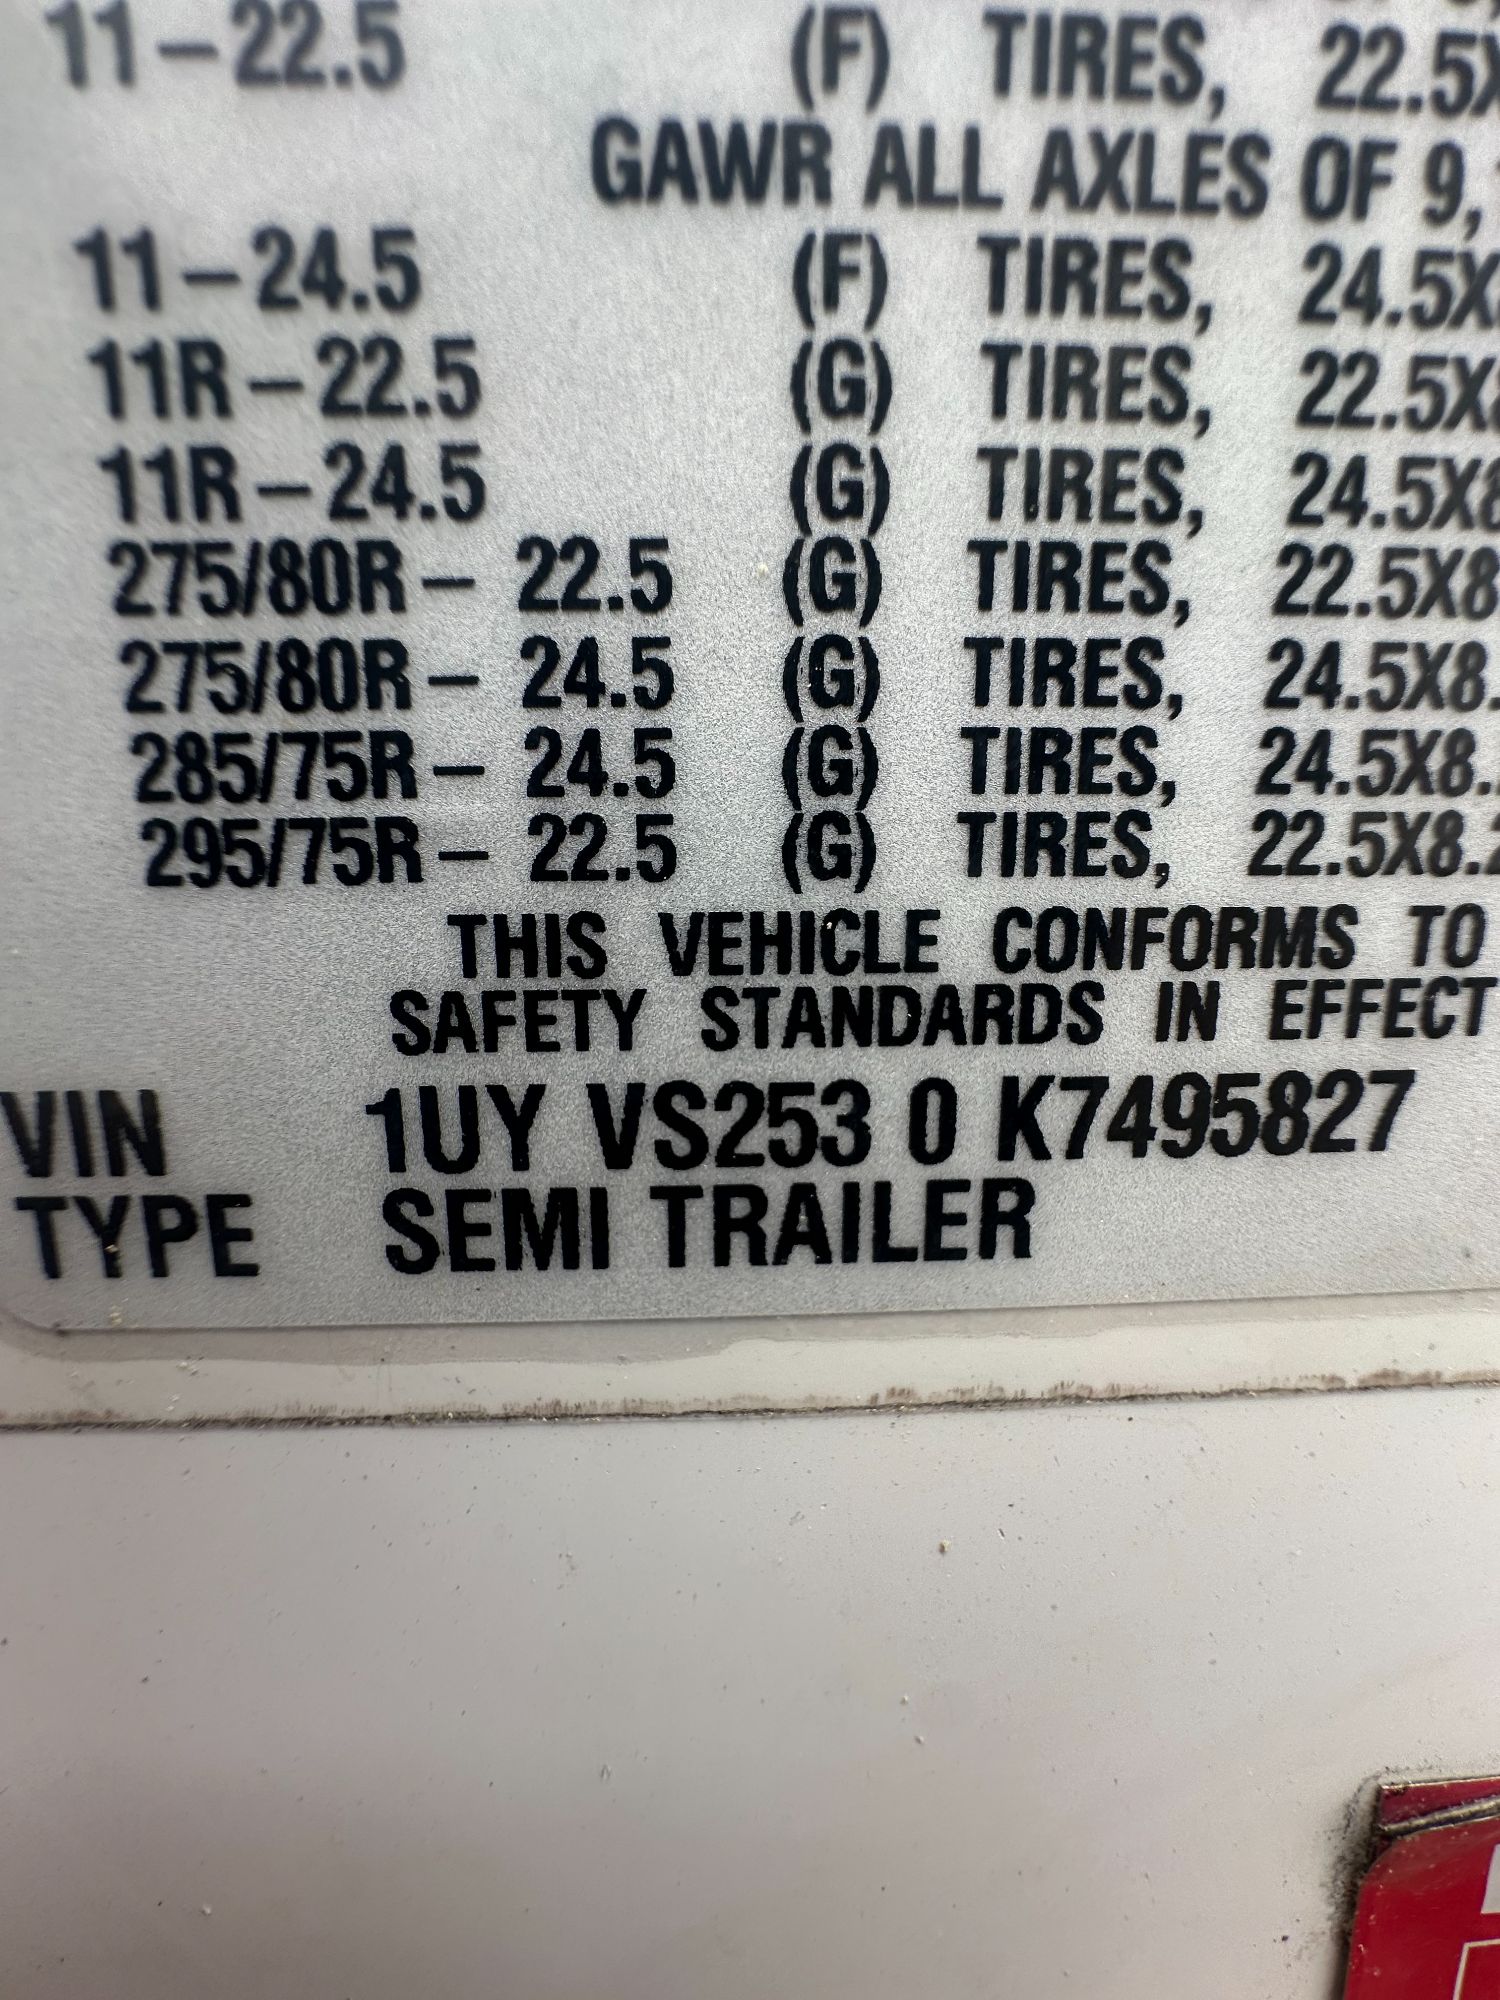 11-22.5 (F) TIRES, 22.5X
GAWR ALL AXLES OF 9,
11-24.5 (F) TIRES, 24.5X
11R-22.5 (G) TIRES, 22.5X8
11R-24.5 (G) TIRES, 24.5X8
275/80R- 22.5 (G) TIRES, 22.5X8
275/80R- 24.5 (G) TIRES, 24.5X8.
285/75R- 24.5 (G) TIRES, 24.5X8.
295/75R- 22.5 (G) TIRES, 22.5X8.2
THIS VEHICLE CONFORMS TO
SAFETY STANDARDS IN EFFECT
VIN 1UY VS253 0 K7495827
TYPE SEMI TRAILER